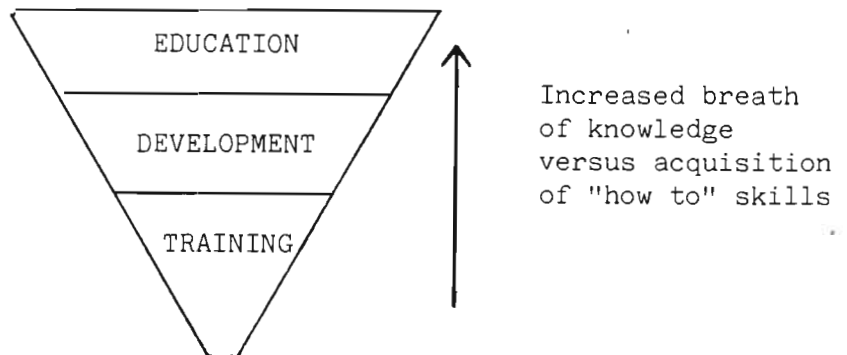 EDUCATION
DEVELOPMENT
TRAINING
Increased breath
of knowledge
versus acquisition
of "how to" skills